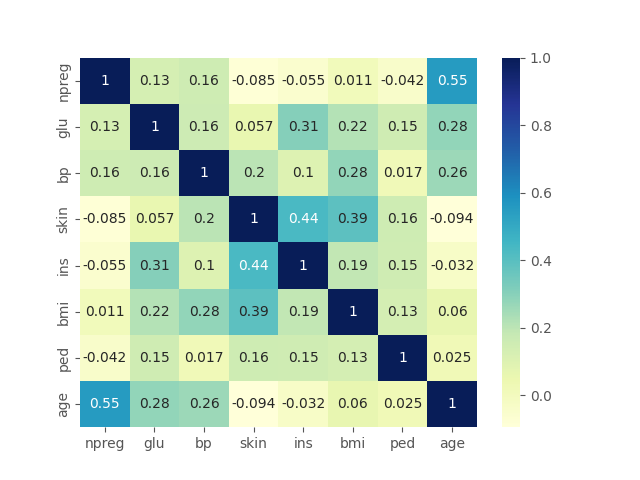 npreg 1 0.13 0.16 -0.085 -0.055 0.011 -0.042 0.55
glu 0.13 1 0.16 0.057 0.31 0.22 0.15 0.28
bp 0.16 0.16 1 0.2 0.1 0.28 0.017 0.26
skin -0.085 0.057 0.2 1 0.44 0.39 0.16 -0.094
ins -0.055 0.31 0.1 0.44 1 0.19 0.15 -0.032
bmi 0.011 0.22 0.28 0.39 0.19 1 0.13 0.06
ped -0.042 0.15 0.017 0.16 0.15 0.13 1 0.025
age 0.55 0.28 0.26 -0.094 -0.032 0.06 0.025 1
npreg glu bp skin ins bmi ped age
1.0
0.8
0.6
0.4
0.2
0.0